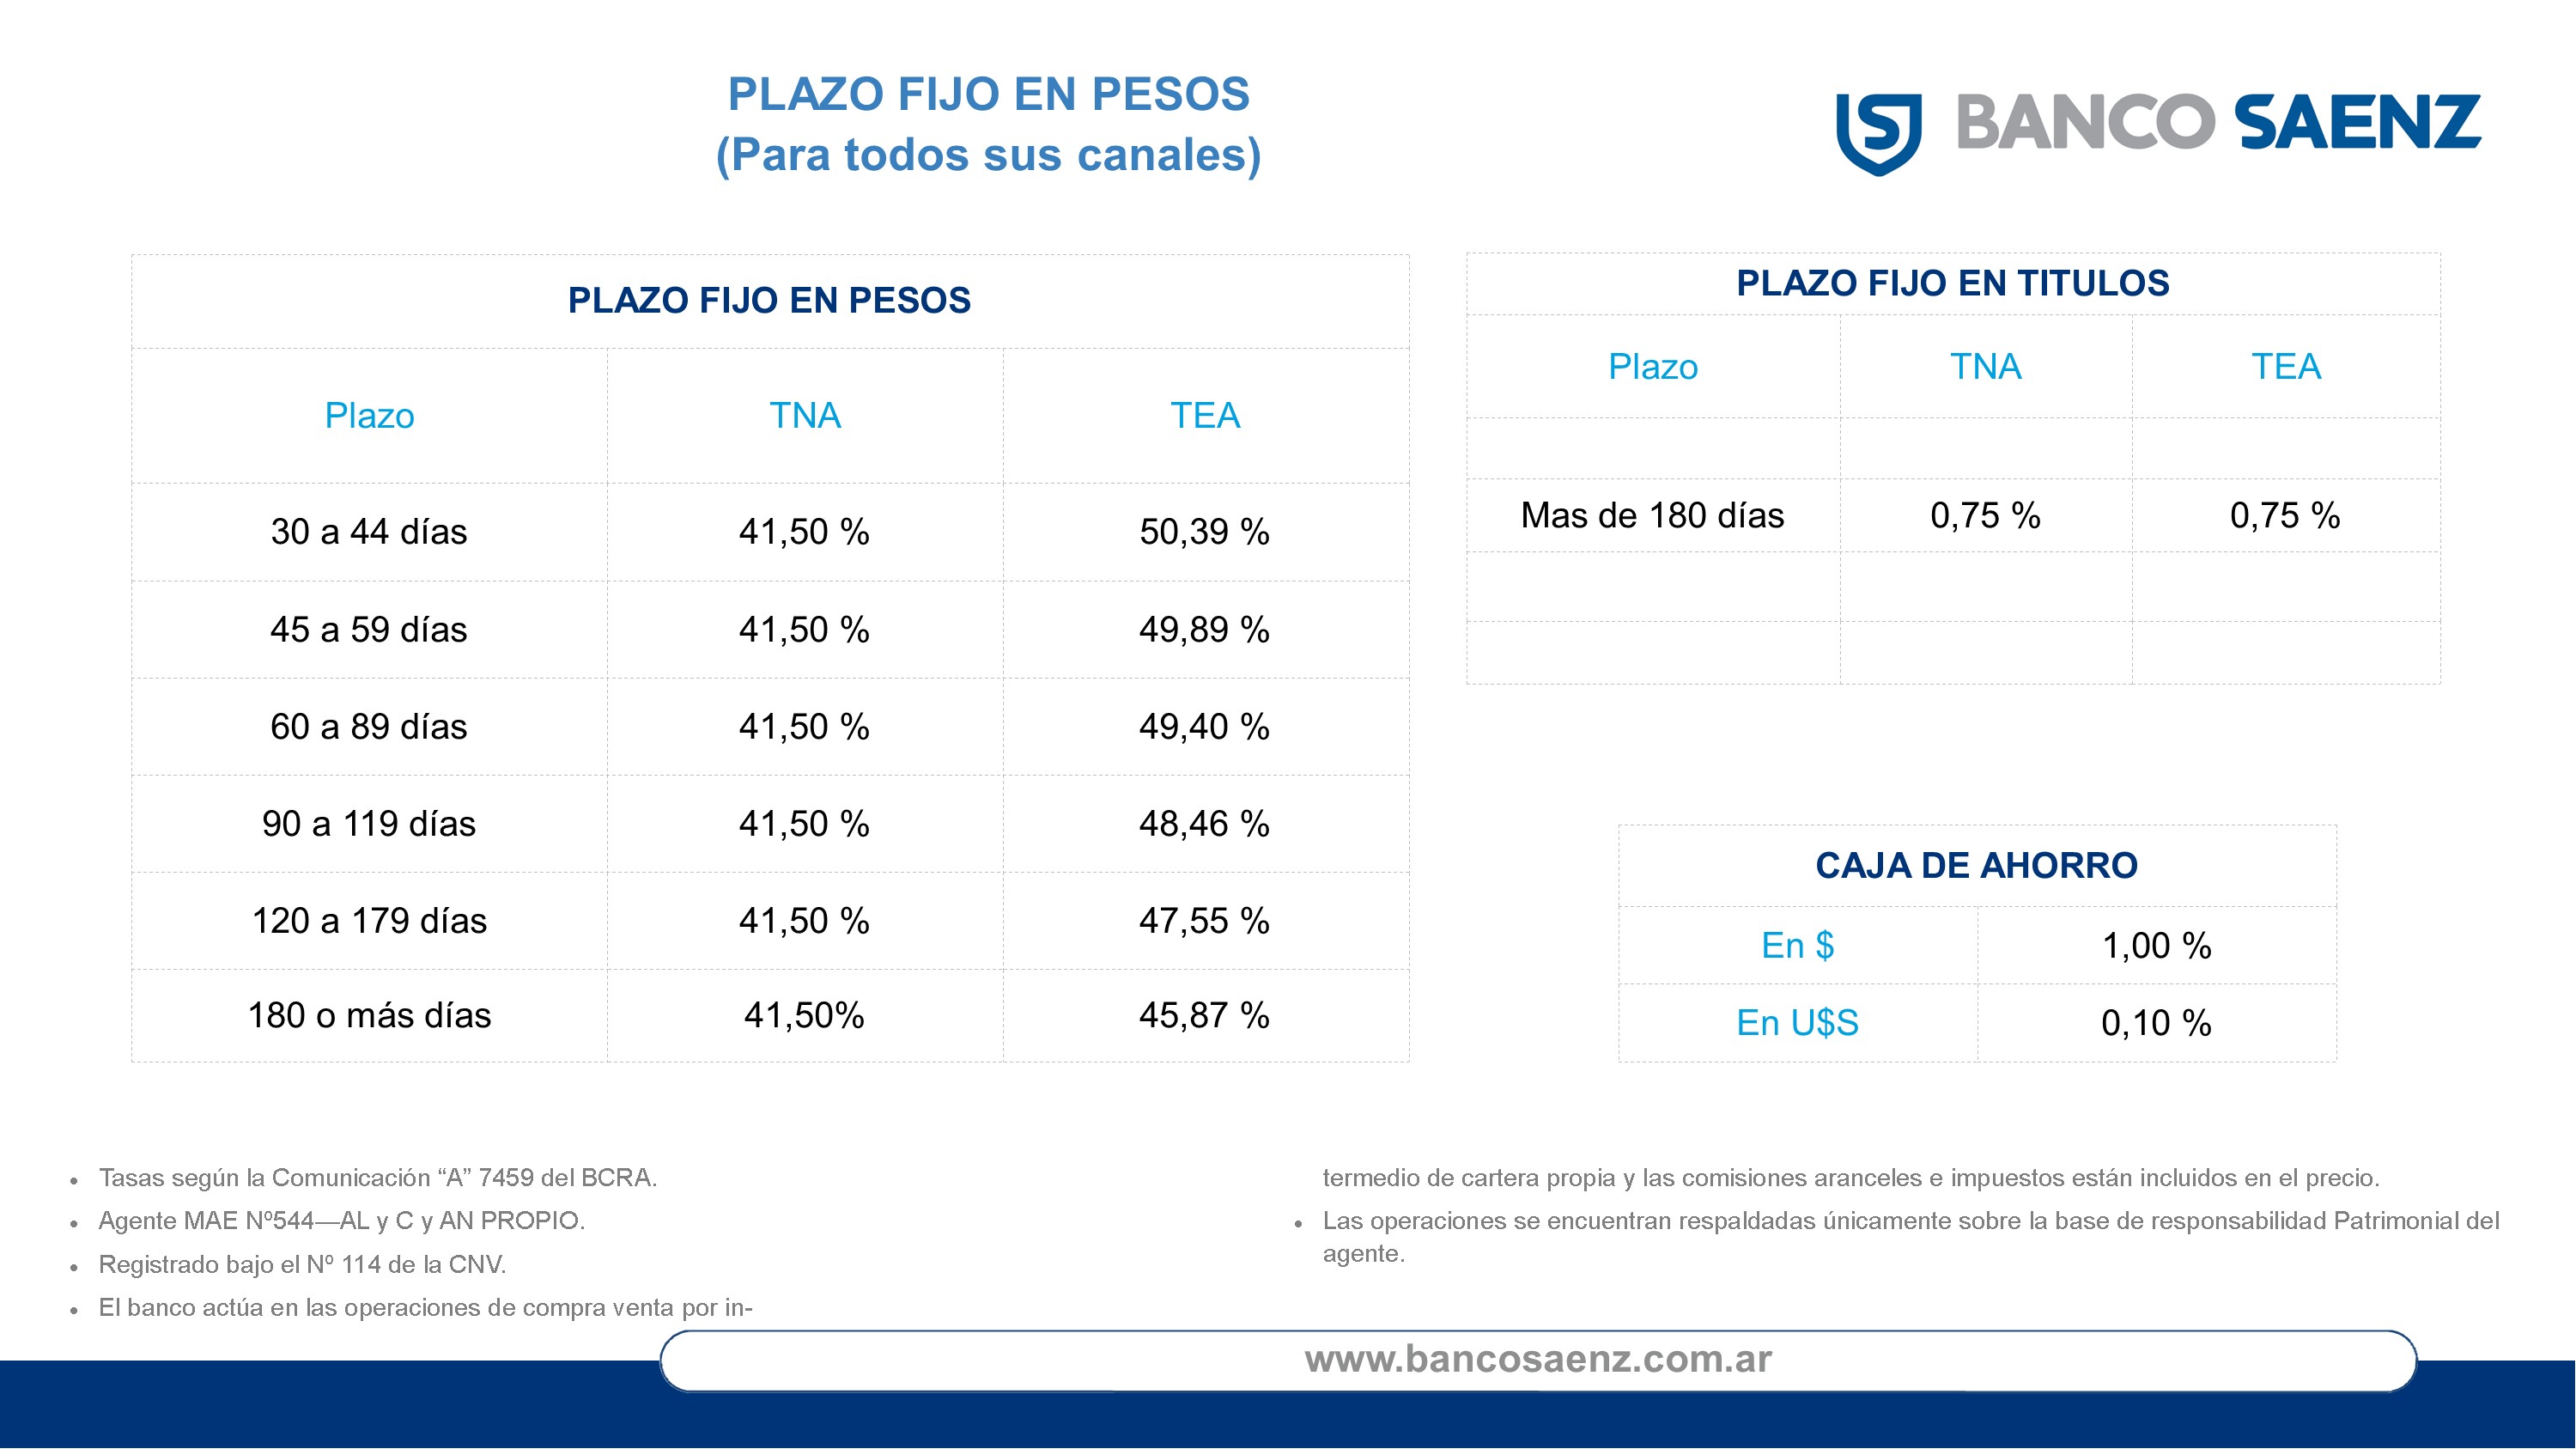 PLAZO FIJO EN PESOS
(Para todos sus canales)
BANCO SAENZ
PLAZO FIJO EN PESOS
Plazo TNA TEA
30 a 44 días 41,50 % 50,39 %
45 a 59 días 41,50 % 49,89 %
60 a 89 días 41,50 % 49,40 %
90 a 119 días 41,50 % 48,46 %
120 a 179 días 41,50 % 47,55 %
180 o más días 41,50% 45,87 %
PLAZO FIJO EN TITULOS
Plazo TNA TEA
Mas de 180 días 0,75 % 0,75 %
CAJA DE AHORRO
En $ 1,00 %
En U$S 0,10 %
• Tasas según la Comunicación “A” 7459 del BCRA.
• Agente MAE Nº544—AL y C y AN PROPIO.
• Registrado bajo el Nº 114 de la CNV.
• El banco actúa en las operaciones de compra venta por in-
termedio de cartera propia y las comisiones aranceles e impuestos están incluidos en el precio.
• Las operaciones se encuentran respaldadas únicamente sobre la base de responsabilidad Patrimonial del
agente.
www.bancosaenz.com.ar